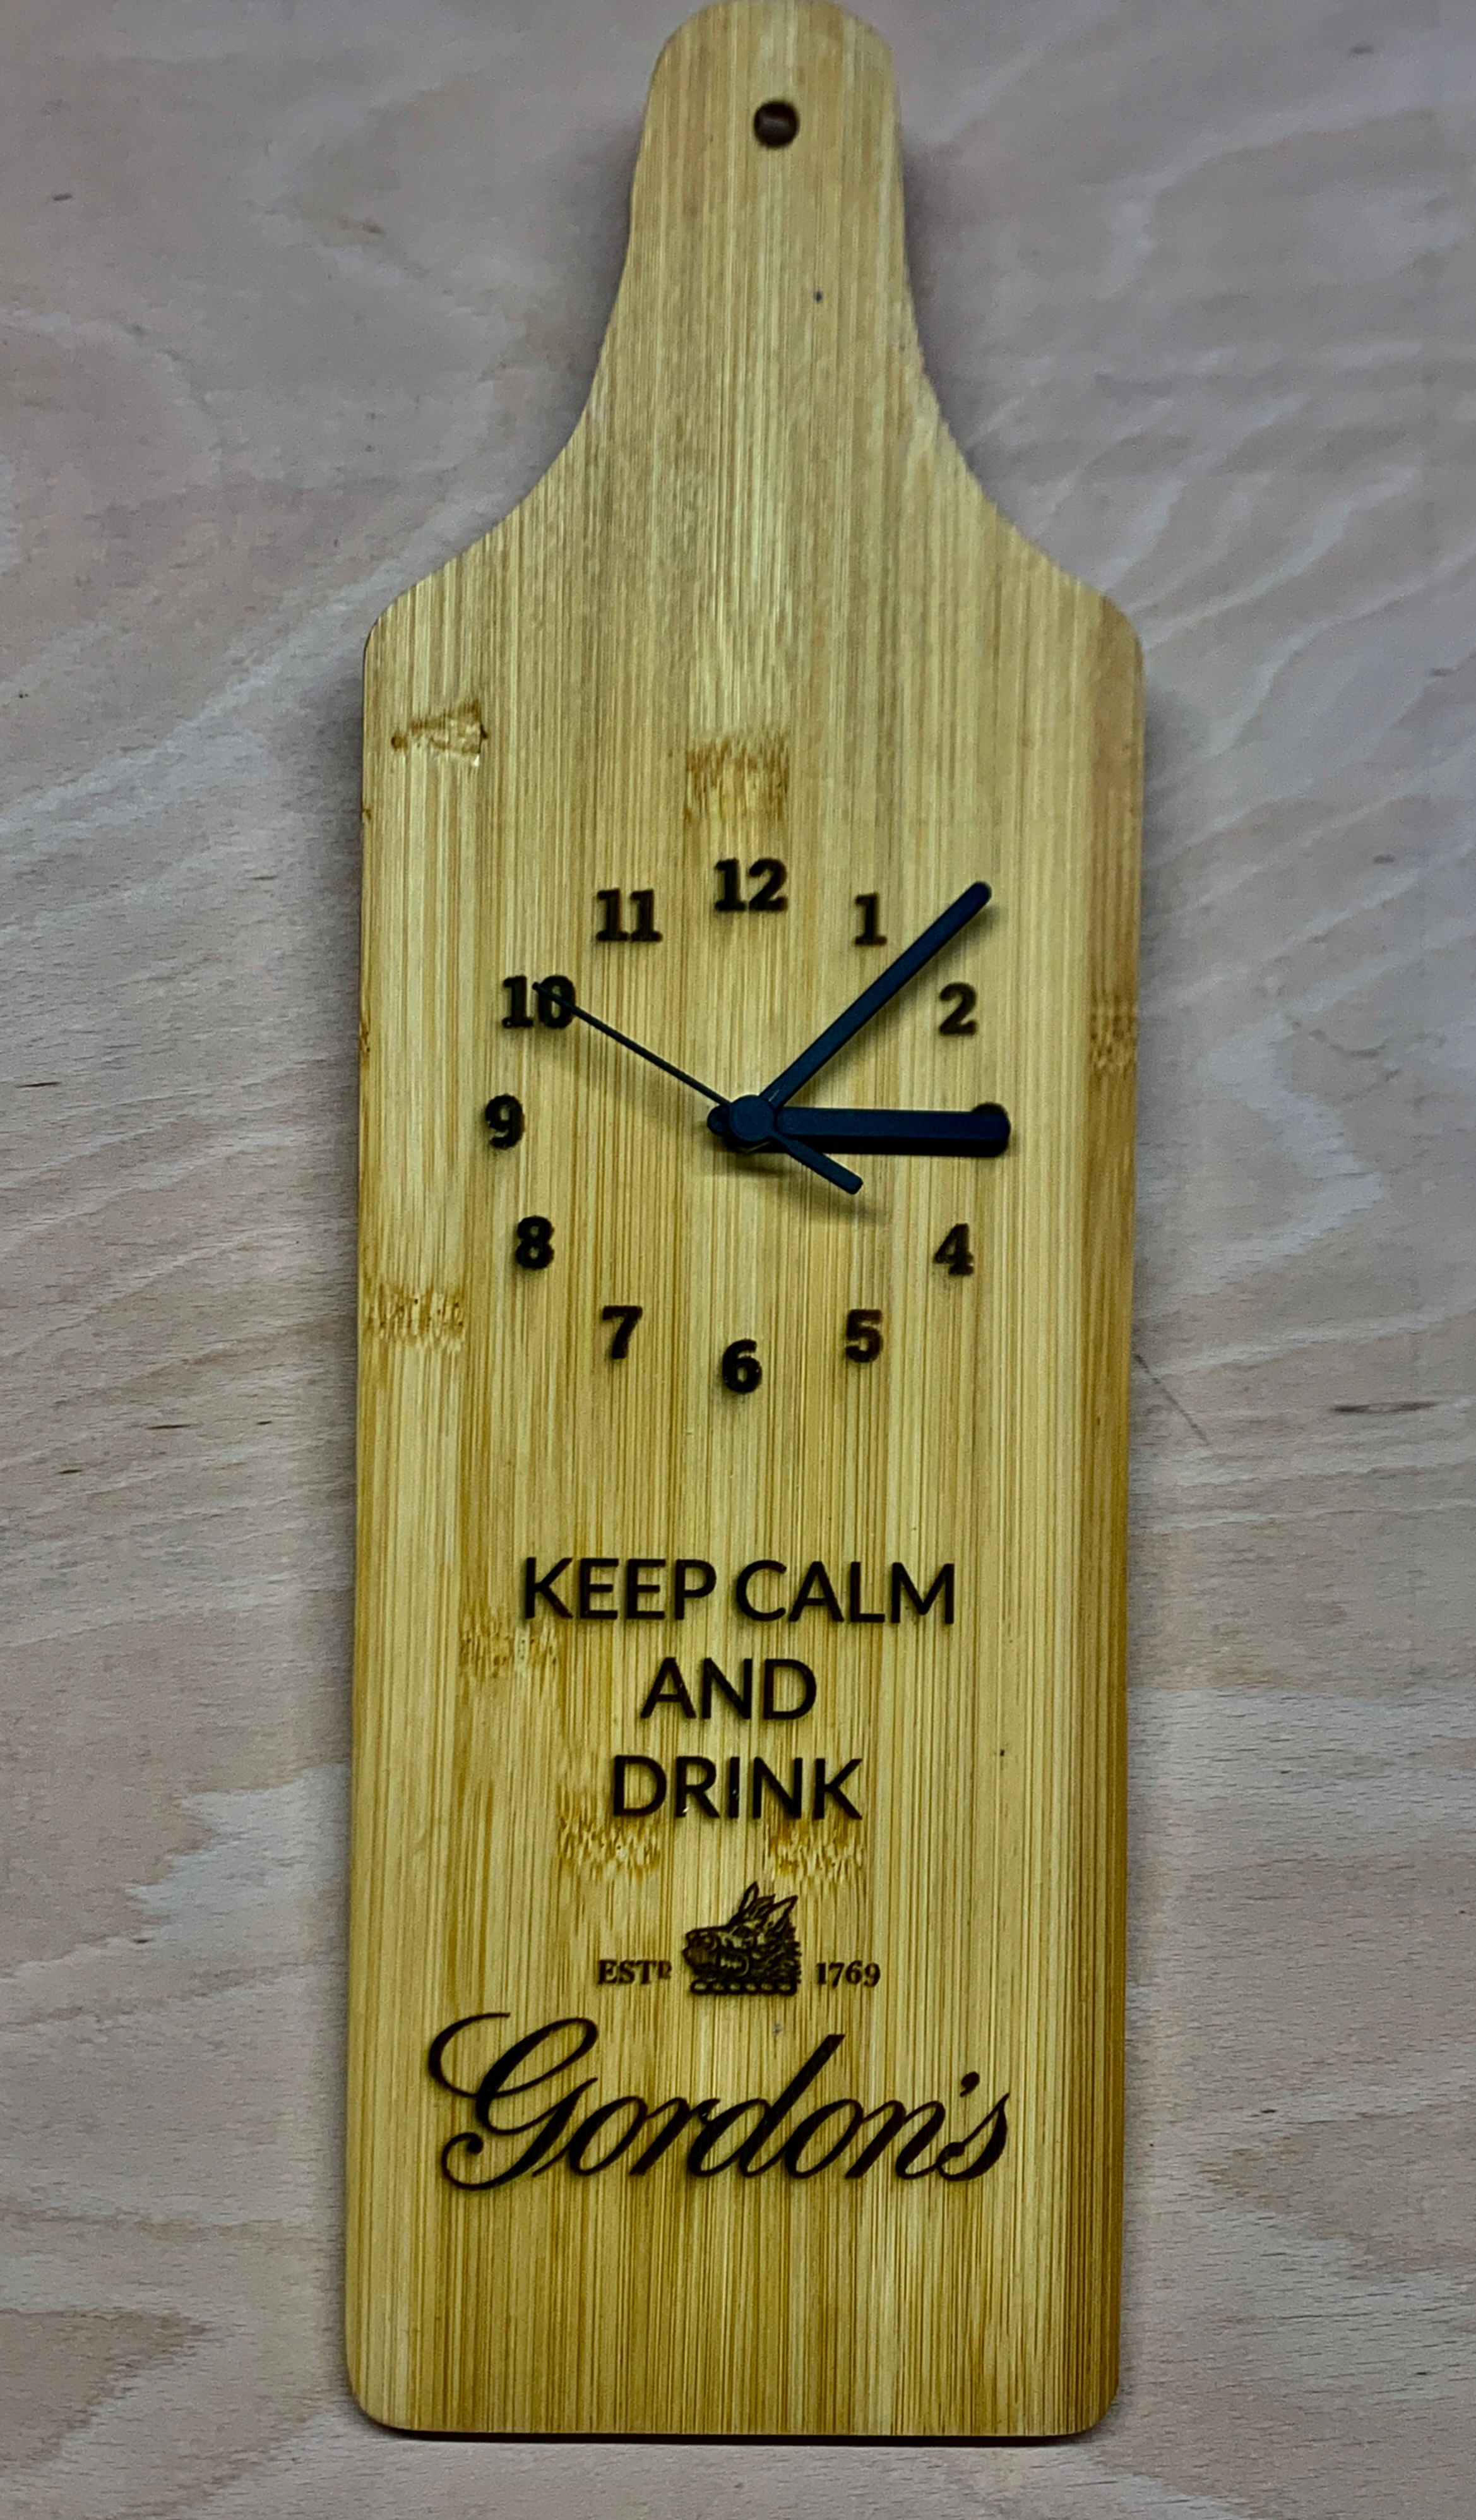 12
11 1
10 2
9
8 4
7 5
6
KEEP CALM
AND
DRINK
ESTD 1769
Gordon's